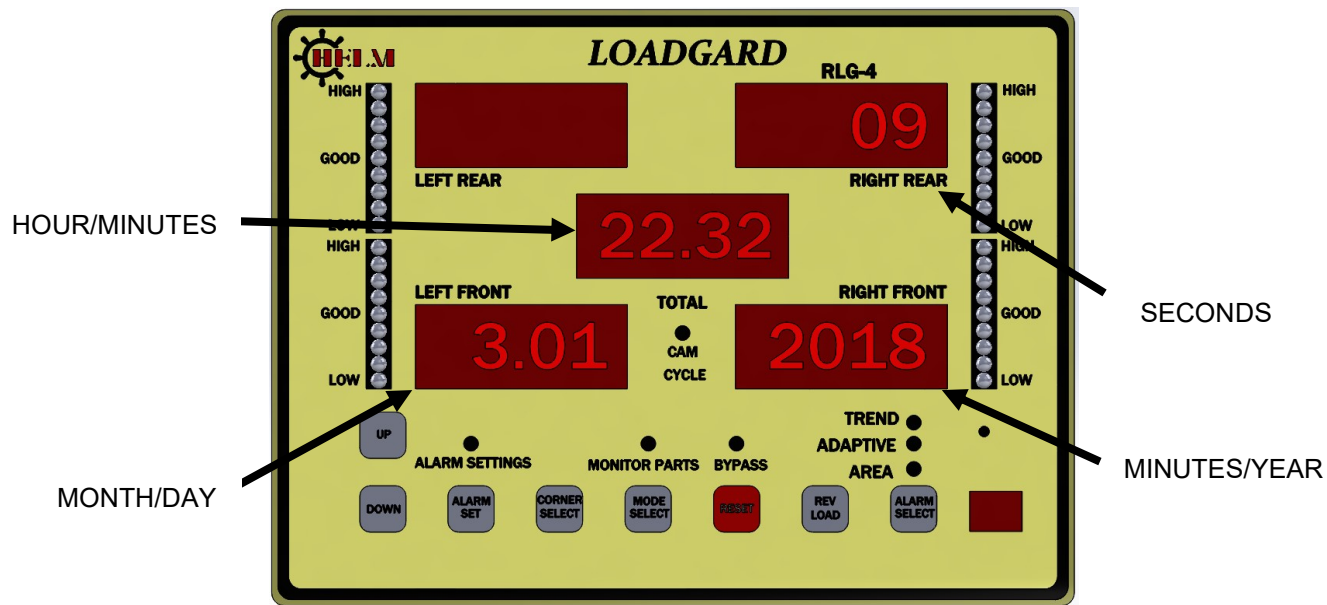 HELM
LOADGARD
RLG-4
HIGH
GOOD
LOW
LEFT REAR
09
RIGHT REAR
HIGH
GOOD
LOW
HOUR/MINUTES
22.32
SECONDS
HIGH
GOOD
LOW
LEFT FRONT
3.01
TOTAL
CAM
CYCLE
RIGHT FRONT
2018
HIGH
GOOD
LOW
MONTH/DAY
MINUTES/YEAR
UP
ALARM SETTINGS
MONITOR PARTS
BYPASS
TREND
ADAPTIVE
AREA
DOWN
ALARM
SET
CORNER
SELECT
MODE
SELECT
RESET
REV
LOAD
ALARM
SELECT